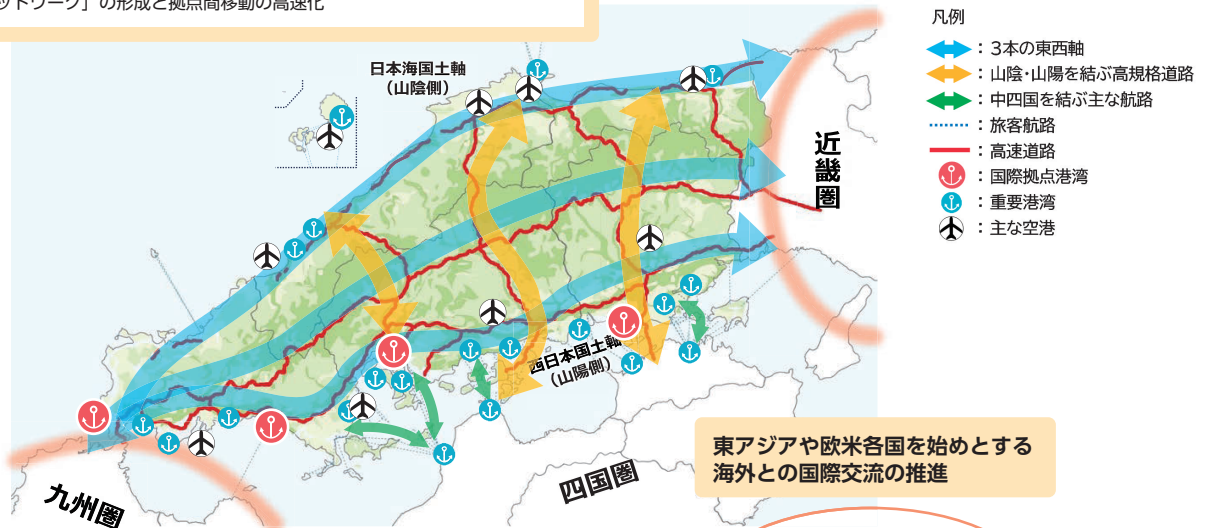 ットワーク」の形成と拠点間移動の高速化
凡例
：3本の東西軸
：山陰・山陽を結ぶ高規格道路
：中四国を結ぶ主な航路
：旅客航路
：高速道路
：国際拠点港湾
：重要港湾
：主な空港
日本海国土軸
（山陰側）
近畿圏
西日本国土軸
（山陽側）
東アジアや欧米各国を始めとする
海外との国際交流の推進
四国圏
九州圏